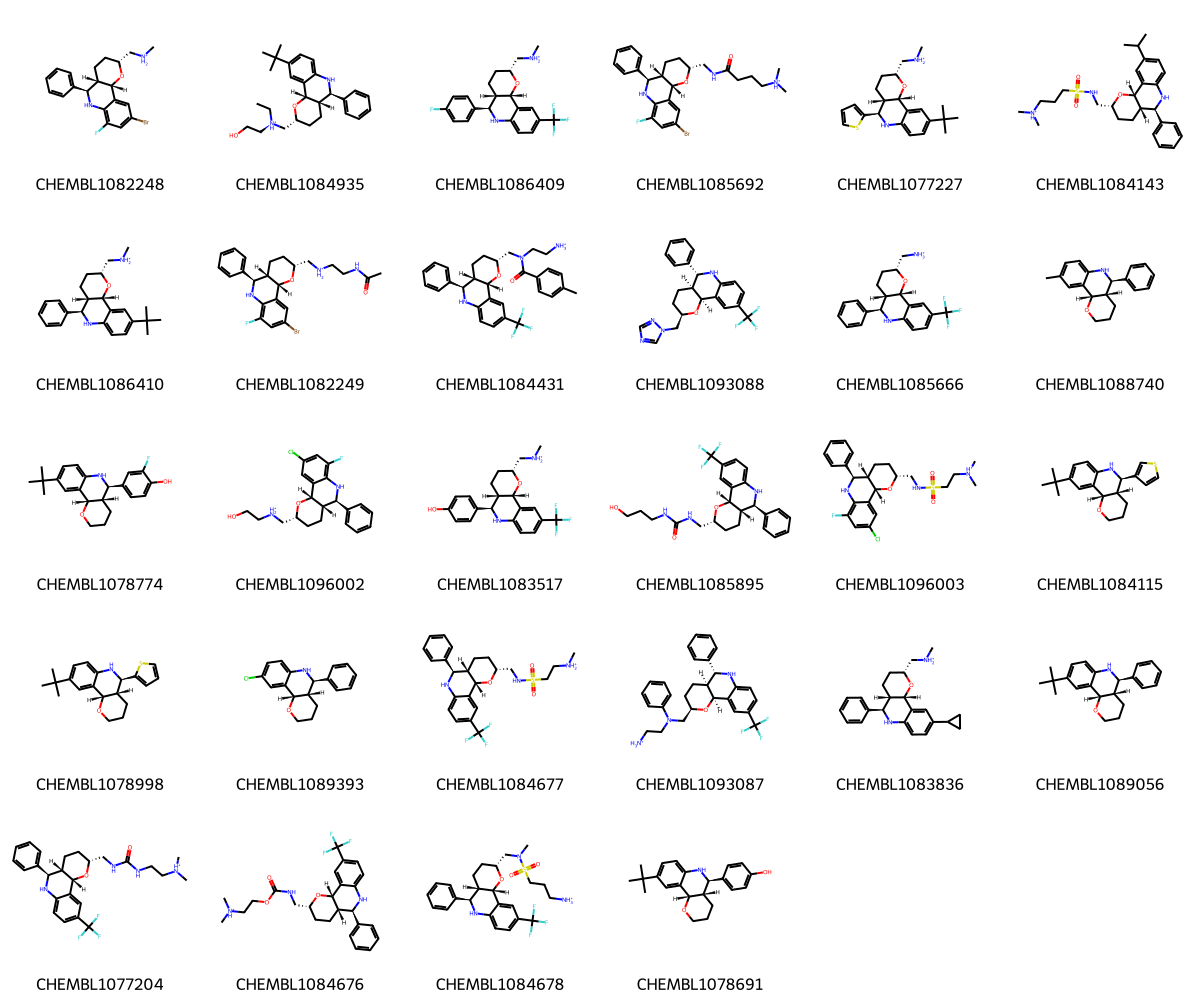 CHEMBL1082248 CHEMBL1084935 CHEMBL1086409 CHEMBL1085692 CHEMBL1077227 CHEMBL1084143
CHEMBL1086410 CHEMBL1082249 CHEMBL1084431 CHEMBL1093088 CHEMBL1085666 CHEMBL1088740
CHEMBL1078774 CHEMBL1096002 CHEMBL1083517 CHEMBL1085895 CHEMBL1096003 CHEMBL1084115
CHEMBL1078998 CHEMBL1089393 CHEMBL1084677 CHEMBL1093087 CHEMBL1083836 CHEMBL1089056
CHEMBL1077204 CHEMBL1084676 CHEMBL1084678 CHEMBL1078691